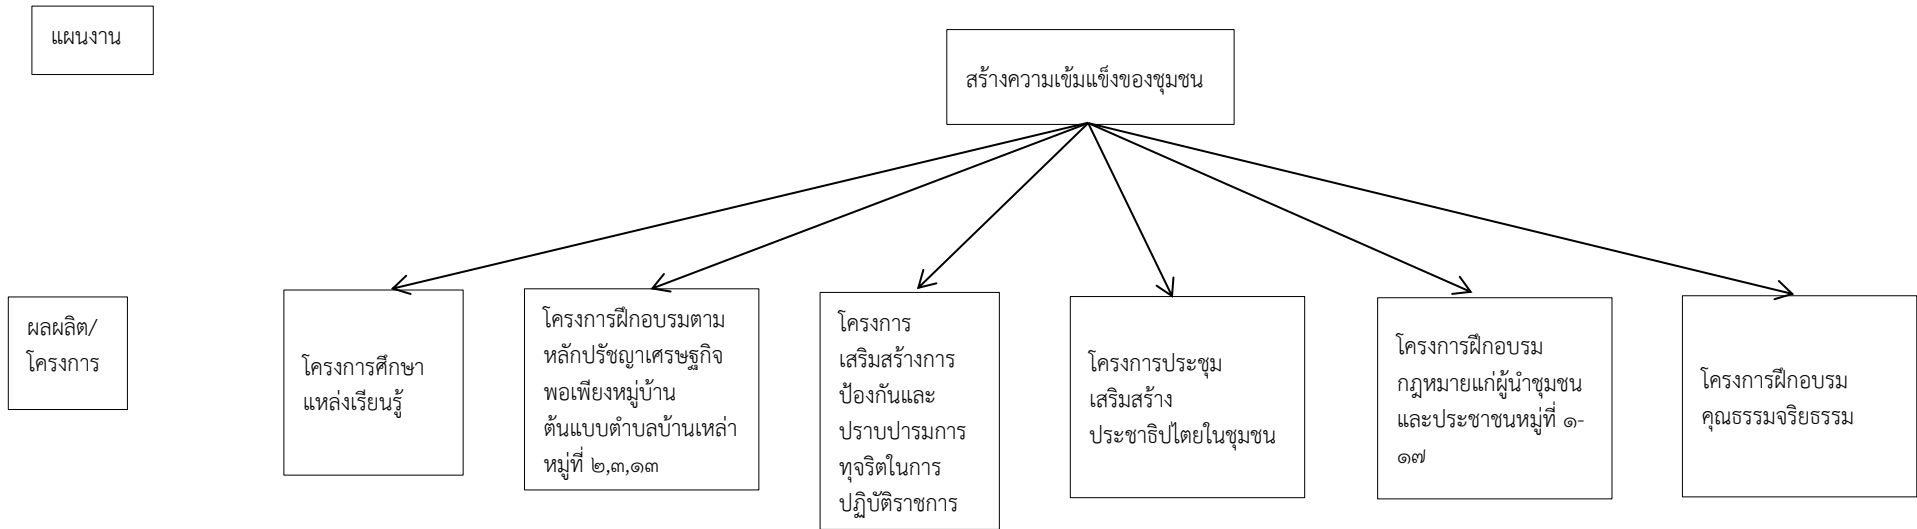 แผนงาน
สร้างความเข้มแข็งของชุมชน
ผลผลิต/
โครงการ
โครงการศึกษา
แหล่งเรียนรู้
โครงการฝึกอบรมตาม
หลักปรัชญาเศรษฐกิจ
พอเพียงหมู่บ้าน
ต้นแบบตำบลบ้านเหล่า
หมู่ที่ ๒,๓,๑๓
โครงการ
เสริมสร้างการ
ป้องกันและ
ปราบปารมการ
ทุจริตในการ
ปฏิบัติราชการ
โครงการประชุม
เสริมสร้าง
ประชาธิปไตยในชุมชน
โครงการฝึกอบรม
กฎหมายแก่ผู้นำชุมชน
และประชาชนหมู่ที่ ๑-
๑๗
โครงการฝึกอบรม
คุณธรรมจริยธรรม